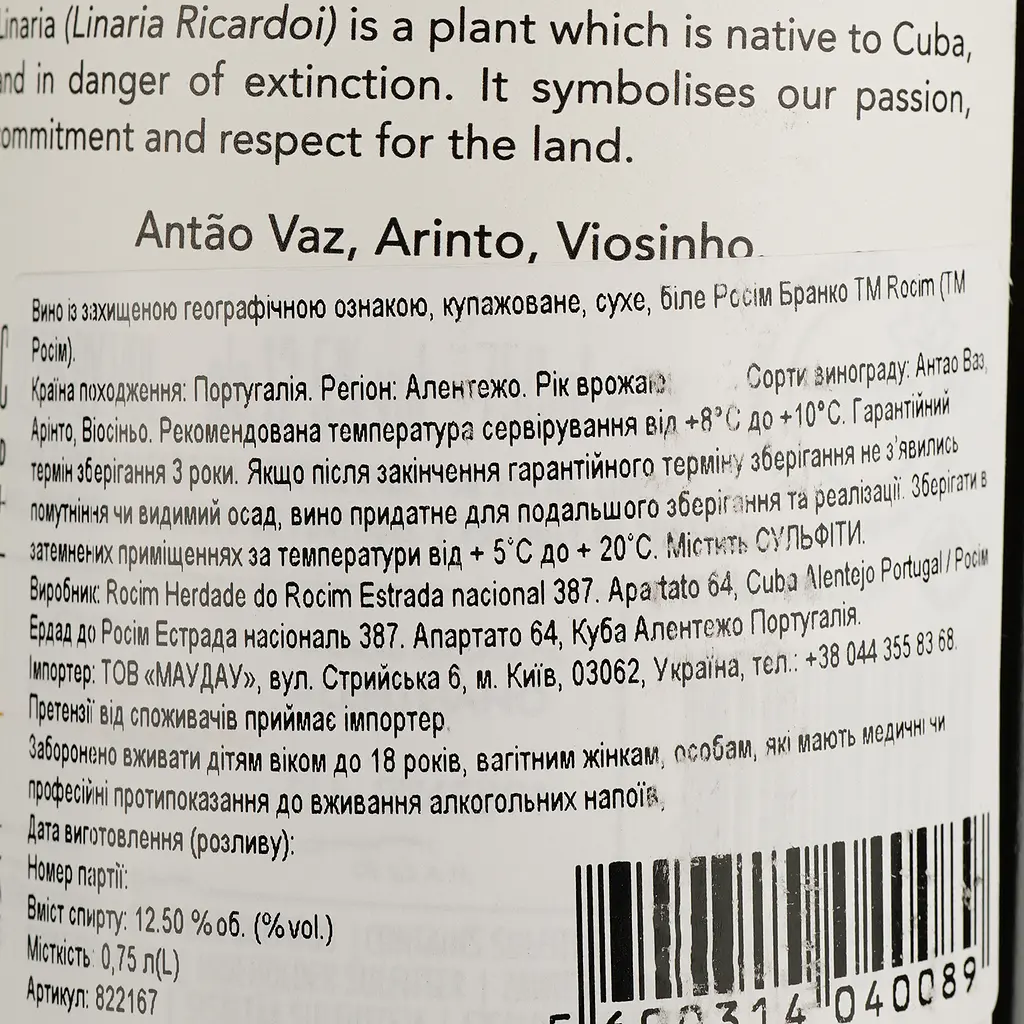 Linaria (Linaria Ricardoi) is a plant which is native to Cuba,
and in danger of extinction. It symbolises our passion,
commitment and respect for the land.
Antão Vaz, Arinto, Viosinho.
Вино із захищеною географічною ознакою, купажоване, сухе, біле Росім Бранко ТМ Rocim (ТМ
Росім).
Країна походження: Португалія. Регіон: Алентежо. Рік врожаю: Сорти винограду: Антао Ваз,
Арінто, Віосіньо. Рекомендована температура сервірування від +8°C до +10°C. Гарантійний
термін зберігання 3 роки. Якщо після закінчення гарантійного терміну зберігання не з'явились
помутніння чи видимий осад, вино придатне для подальшого зберігання та реалізації. Зберігати в
затемнених приміщеннях за температури від + 5°C до + 20°C. Містить СУЛЬФІТИ.
Виробник: Rocim Herdade do Rocim Estrada nacional 387. Apartato 64, Cuba Alentejo Portugal / Росім
Ердад до Росім Естрада насіональ 387. Апартато 64, Куба Алентежо Португалія.
Імпортер: ТОВ «МАУДАУ», вул. Стрийська 6, м. Київ, 03062, Україна, тел.: +38 044 355 83 68.
Претензії від споживачів приймає імпортер.
Заборонено вживати дітям віком до 18 років, вагітним жінкам, особам, які мають медичні чи
професійні протипоказання до вживання алкогольних напоїв.
Дата виготовлення (розливу):
Номер партії:
Вміст спирту: 12.50 % об. (% vol.)
Місткість: 0,75 л(L)
Артикул: 822167
5 600314 040089